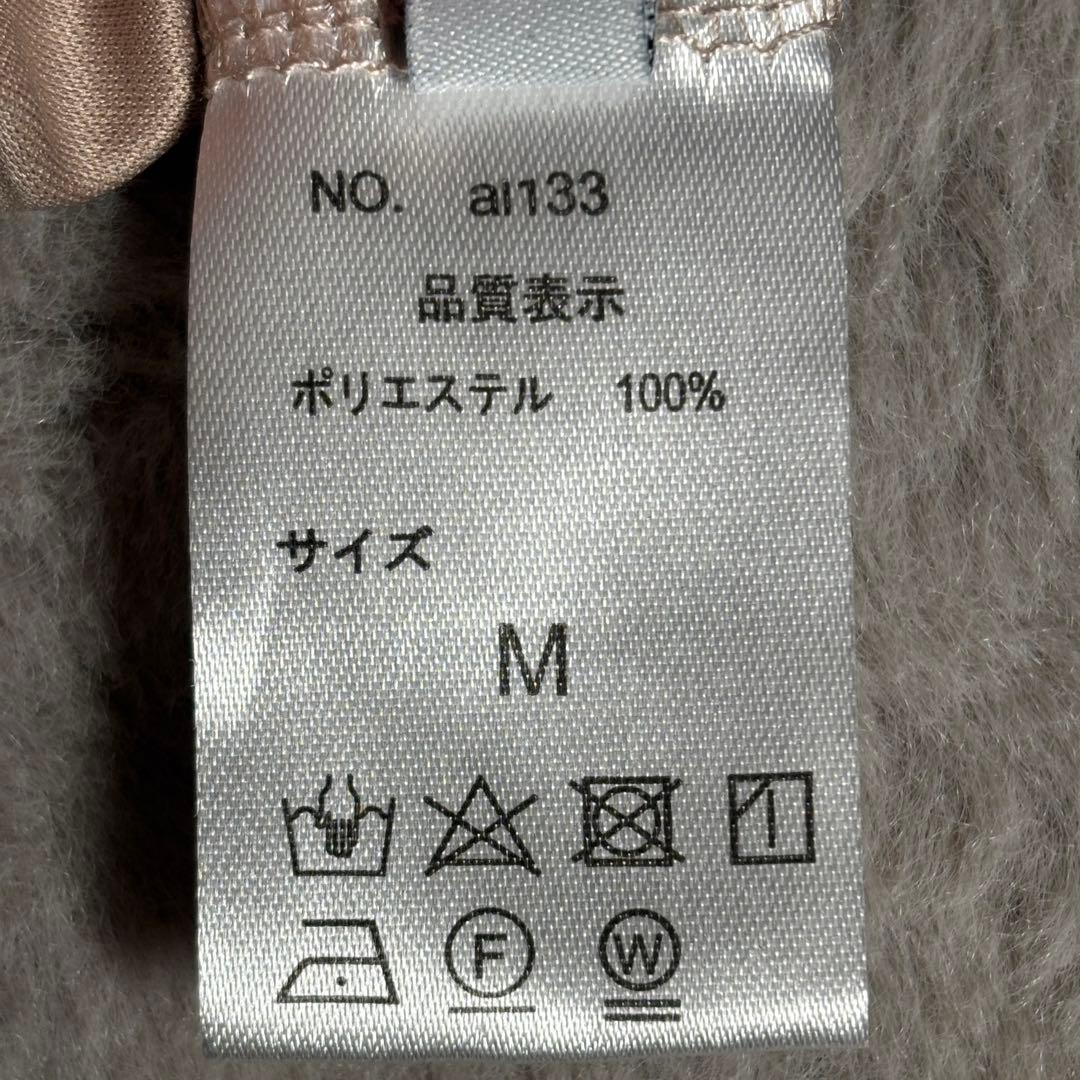 NO. al133
品質表示
ポリエステル 100%
サイズ
M
F W